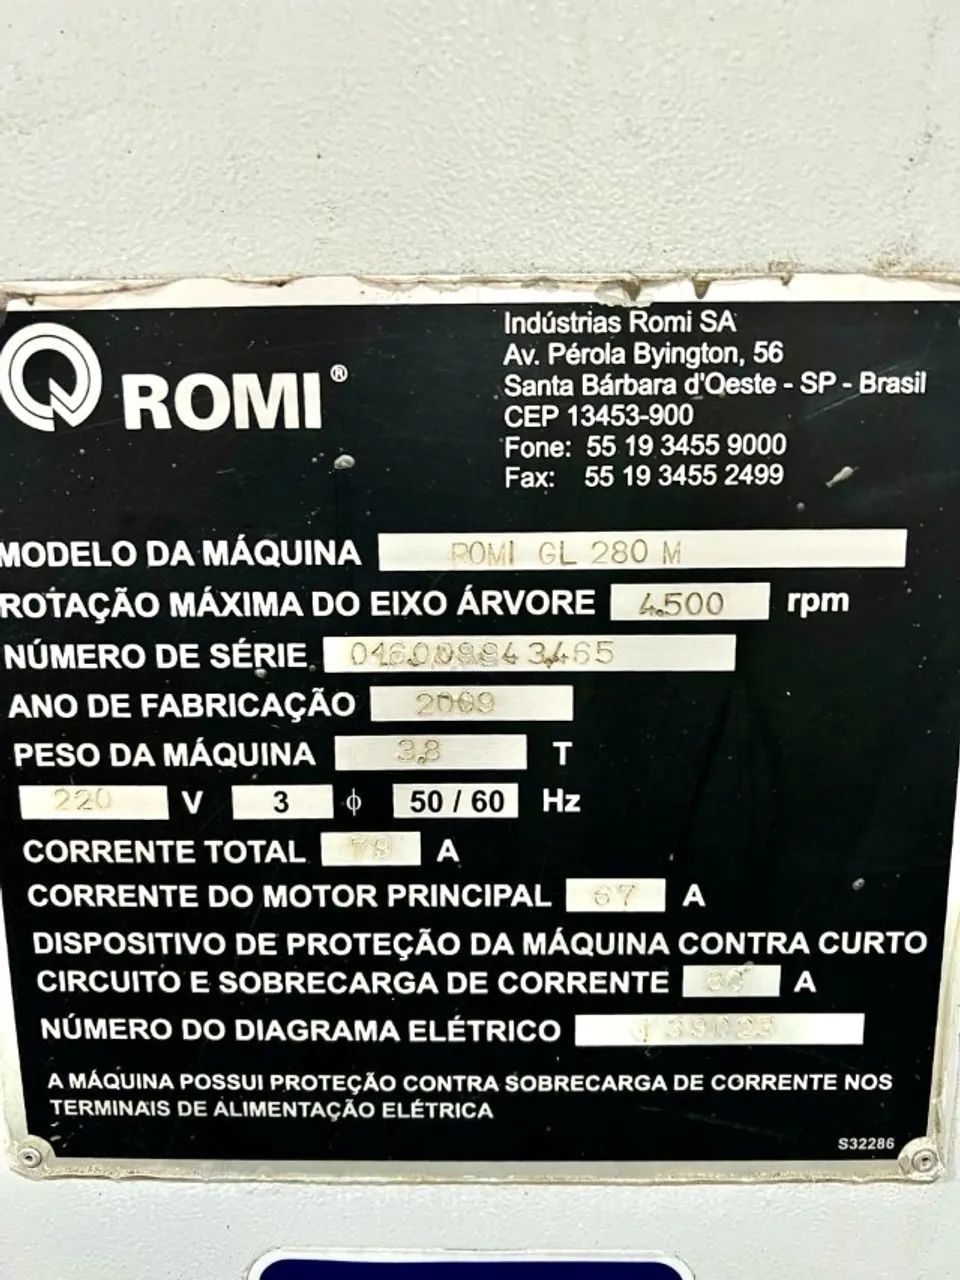 ROMI®
Indústrias Romi SA
Av. Pérola Byington, 56
Santa Bárbara d'Oeste - SP - Brasil
CEP 13453-900
Fone: 55 19 3455 9000
Fax: 55 19 3455 2499
MODELO DA MÁQUINA ROMI GL 280 M
ROTAÇÃO MÁXIMA DO EIXO ÁRVORE 4.500 rpm
NÚMERO DE SÉRIE
ANO DE FABRICAÇÃO 2009
PESO DA MÁQUINA 3,8 T
220 V 3 ϕ 50 / 60 Hz
CORRENTE TOTAL 79 A
CORRENTE DO MOTOR PRINCIPAL 67 A
DISPOSITIVO DE PROTEÇÃO DA MÁQUINA CONTRA CURTO
CIRCUITO E SOBRECARGA DE CORRENTE A
NÚMERO DO DIAGRAMA ELÉTRICO
A MÁQUINA POSSUI PROTEÇÃO CONTRA SOBRECARGA DE CORRENTE NOS
TERMINAIS DE ALIMENTAÇÃO ELÉTRICA
S32286